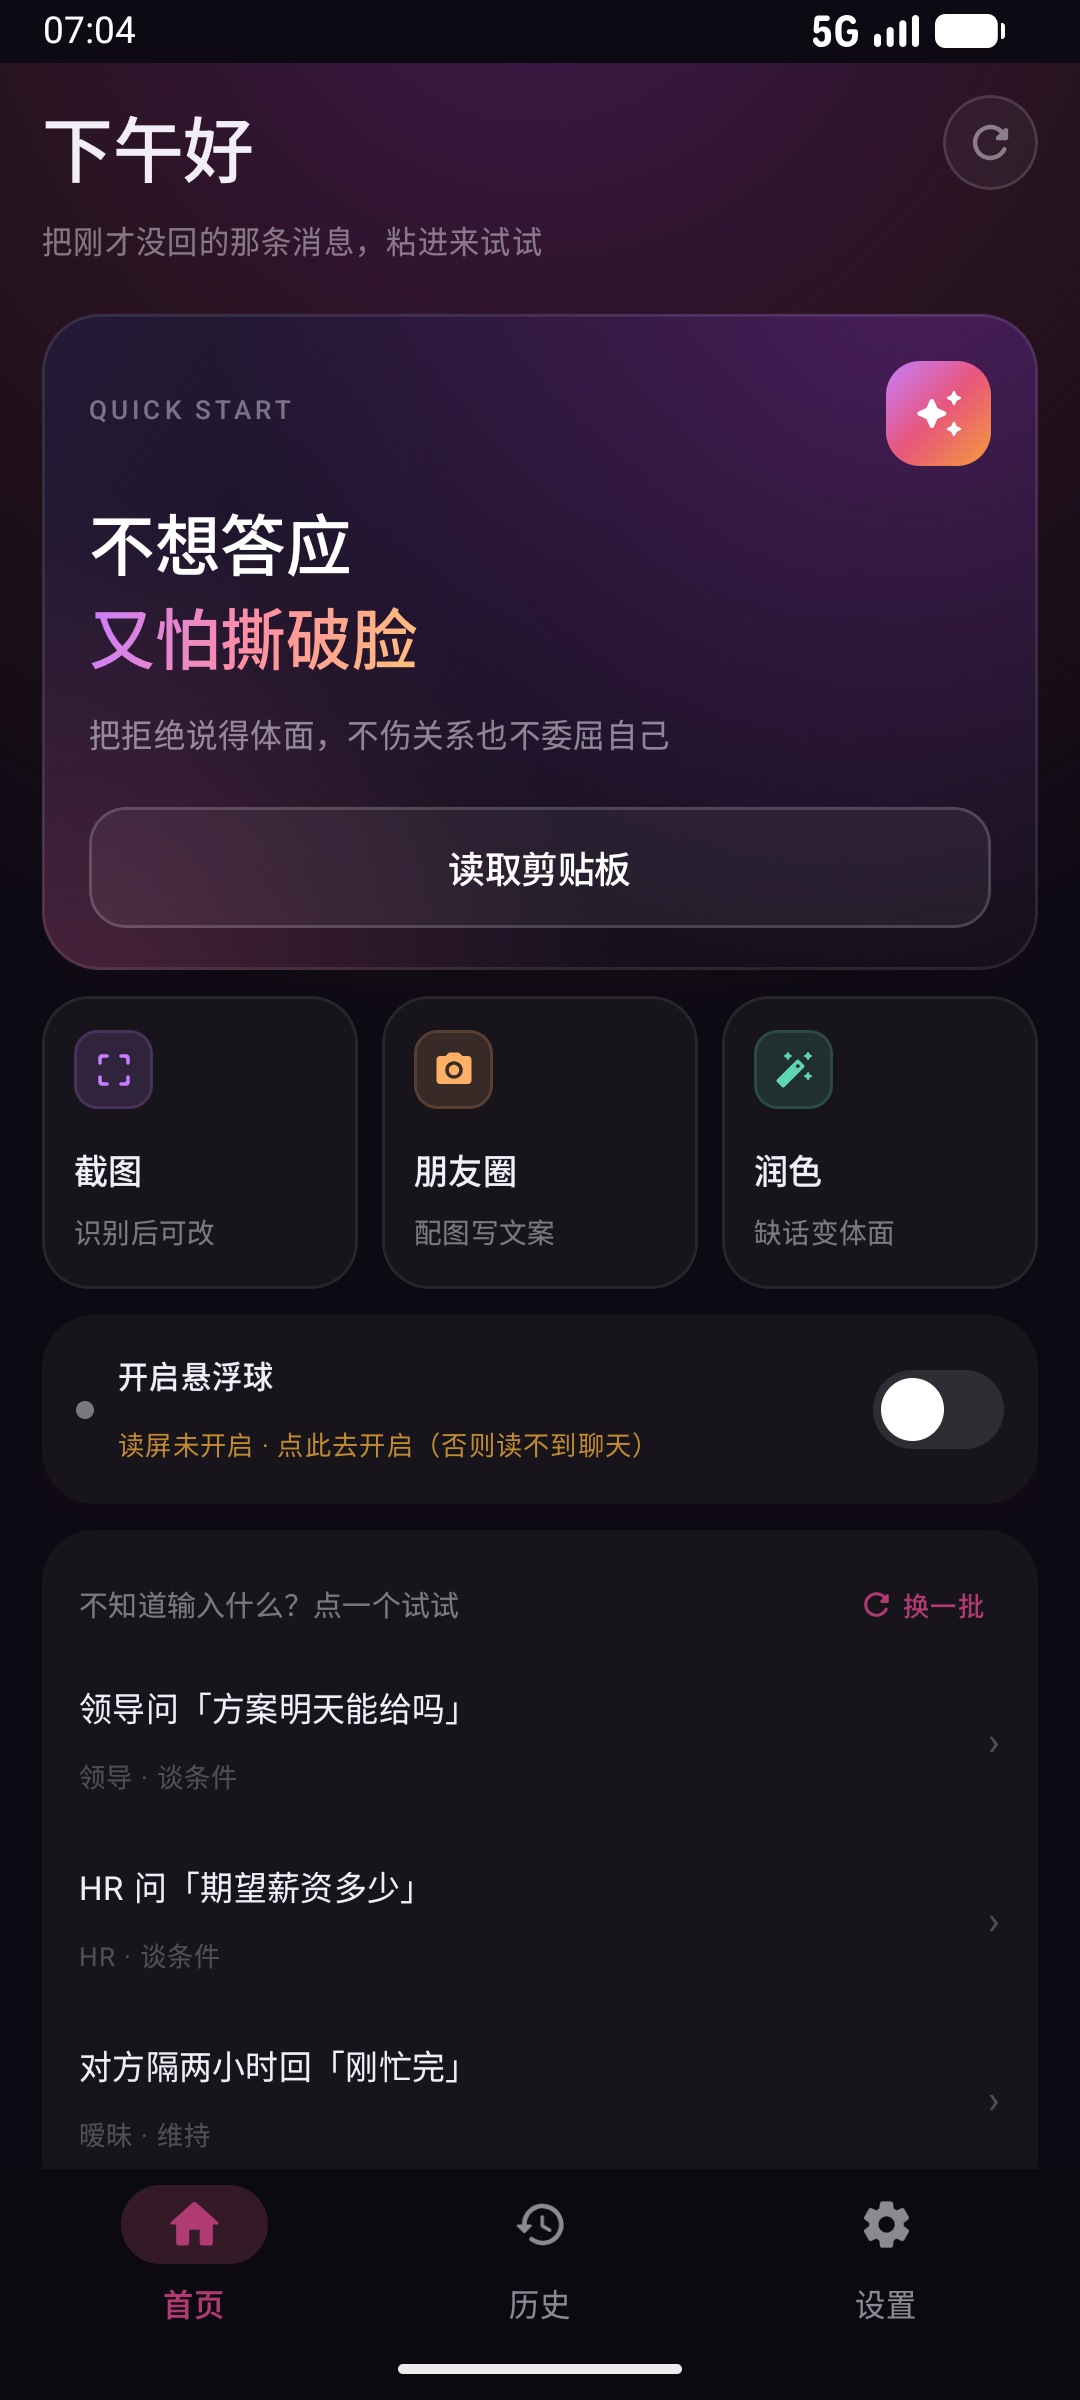 07:04
5G
下午好
把刚才没回的那条消息，粘进来试试
QUICK START
不想答应
又怕撕破脸
把拒绝说得体面，不伤关系也不委屈自己
读取剪贴板
截图
识别后可改
朋友圈
配图写文案
润色
缺话变体面
开启悬浮球
读屏未开启 · 点此去开启（否则读不到聊天）
不知道输入什么？点一个试试
换一批
领导问「方案明天能给吗」
领导 · 谈条件
HR 问「期望薪资多少」
HR · 谈条件
对方隔两小时回「刚忙完」
暧昧 · 维持
首页
历史
设置